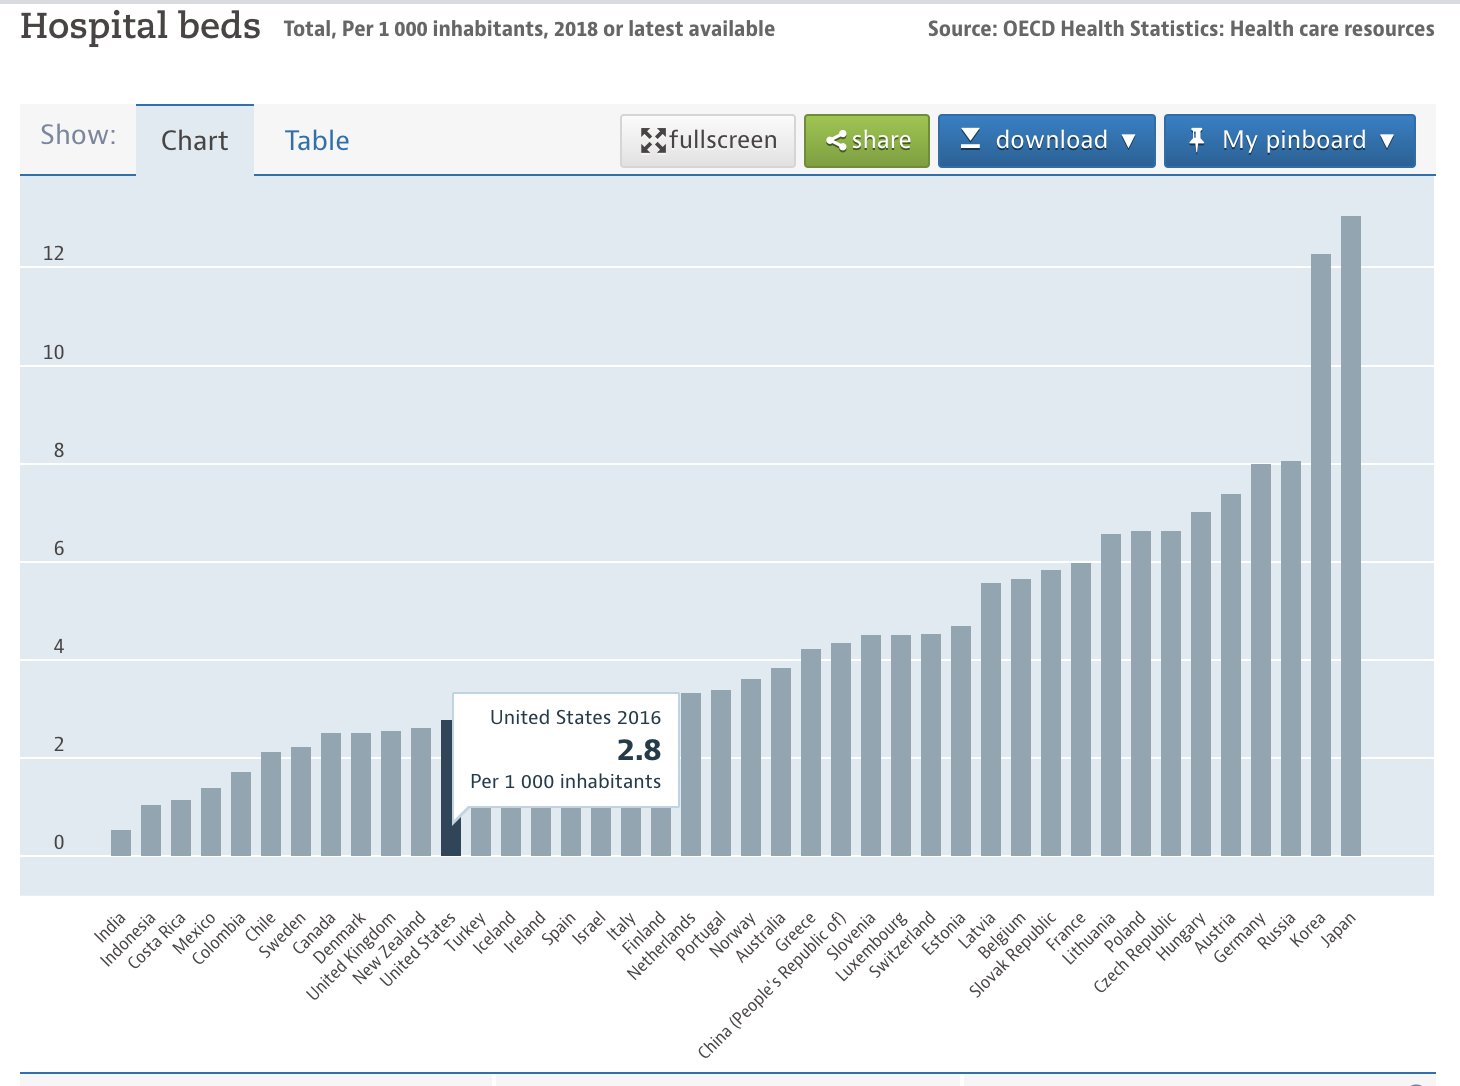 Hospital beds Total, Per 1 000 inhabitants, 2018 or latest available Source: OECD Health Statistics: Health care resources
Show: Chart Table fullscreen share download ▼ My pinboard ▼
12
10
8
6
4
2
0
United States 2016
2.8
Per 1 000 inhabitants
India
Indonesia
Costa Rica
Mexico
Colombia
Chile
Sweden
Canada
Denmark
United Kingdom
New Zealand
United States
Turkey
Iceland
Ireland
Spain
Israel
Italy
Finland
Netherlands
Portugal
Norway
Australia
Greece
China (People's Republic of)
Slovenia
Luxembourg
Switzerland
Estonia
Latvia
Belgium
Slovak Republic
France
Lithuania
Poland
Czech Republic
Hungary
Austria
Germany
Russia
Korea
Japan